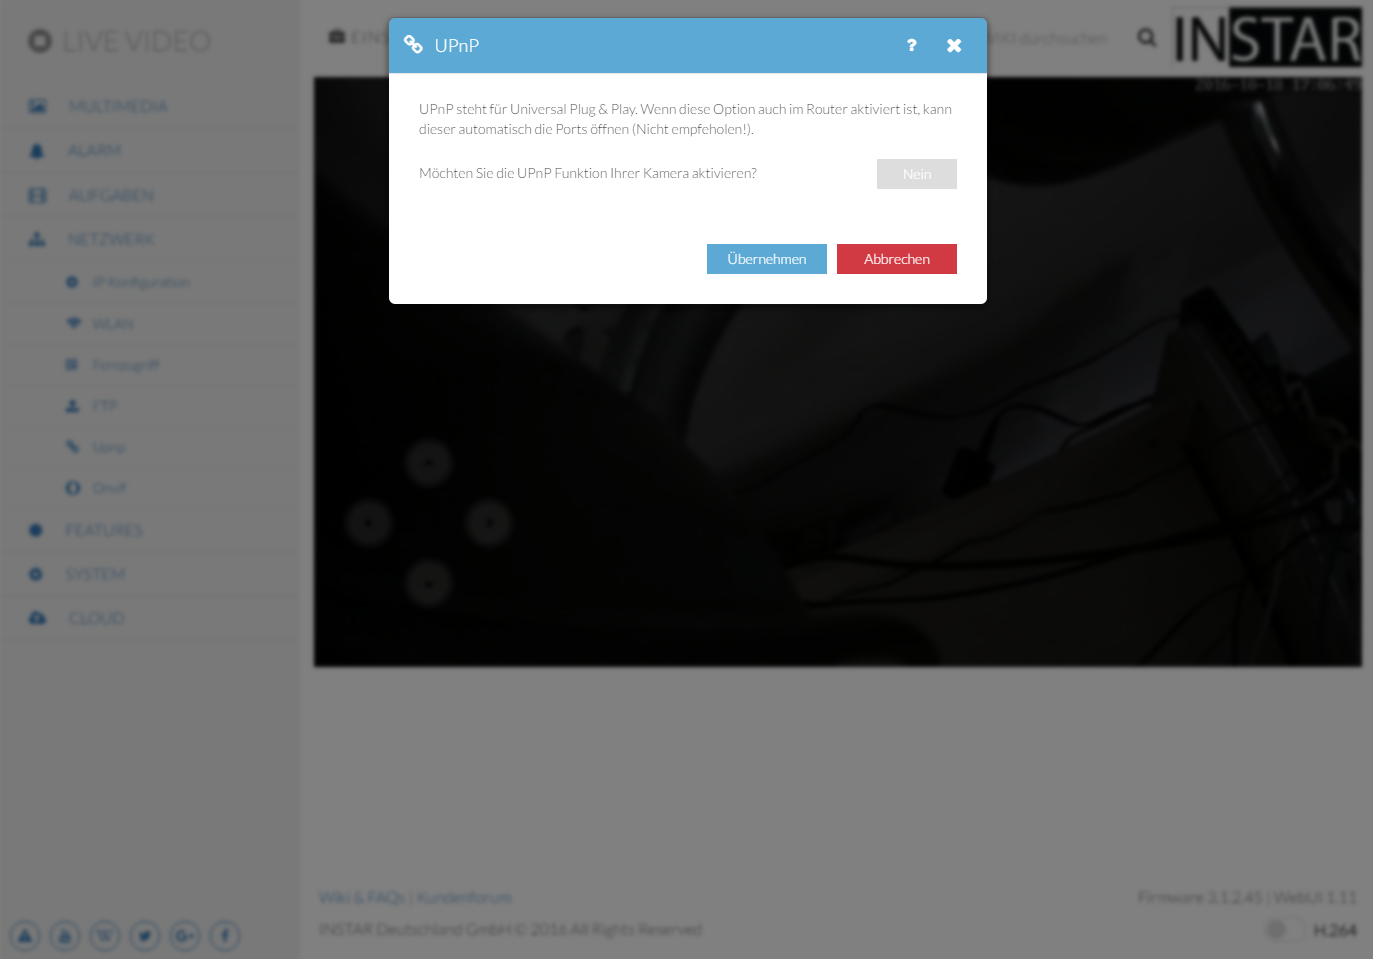 LIVE VIDEO
MULTIMEDIA
ALARM
AUFGABEN
NETZWERK
IP Konfiguration
WLAN
Fernzugriff
FTP
Upnp
Onvif
FEATURES
SYSTEM
CLOUD
durchsuchen
INSTAR
2016-10-18 17:06:49
UPnP
UPnP steht für Universal Plug & Play. Wenn diese Option auch im Router aktiviert ist, kann
dieser automatisch die Ports öffnen (Nicht empfeholen!).
Möchten Sie die UPnP Funktion Ihrer Kamera aktivieren?
Nein
Übernehmen
Abbrechen
Wiki & FAQs | Kundenforum
Firmware 3.1.2.45 | WebUI 1.11
INSTAR Deutschland GmbH © 2016 All Rights Reserved
H.264